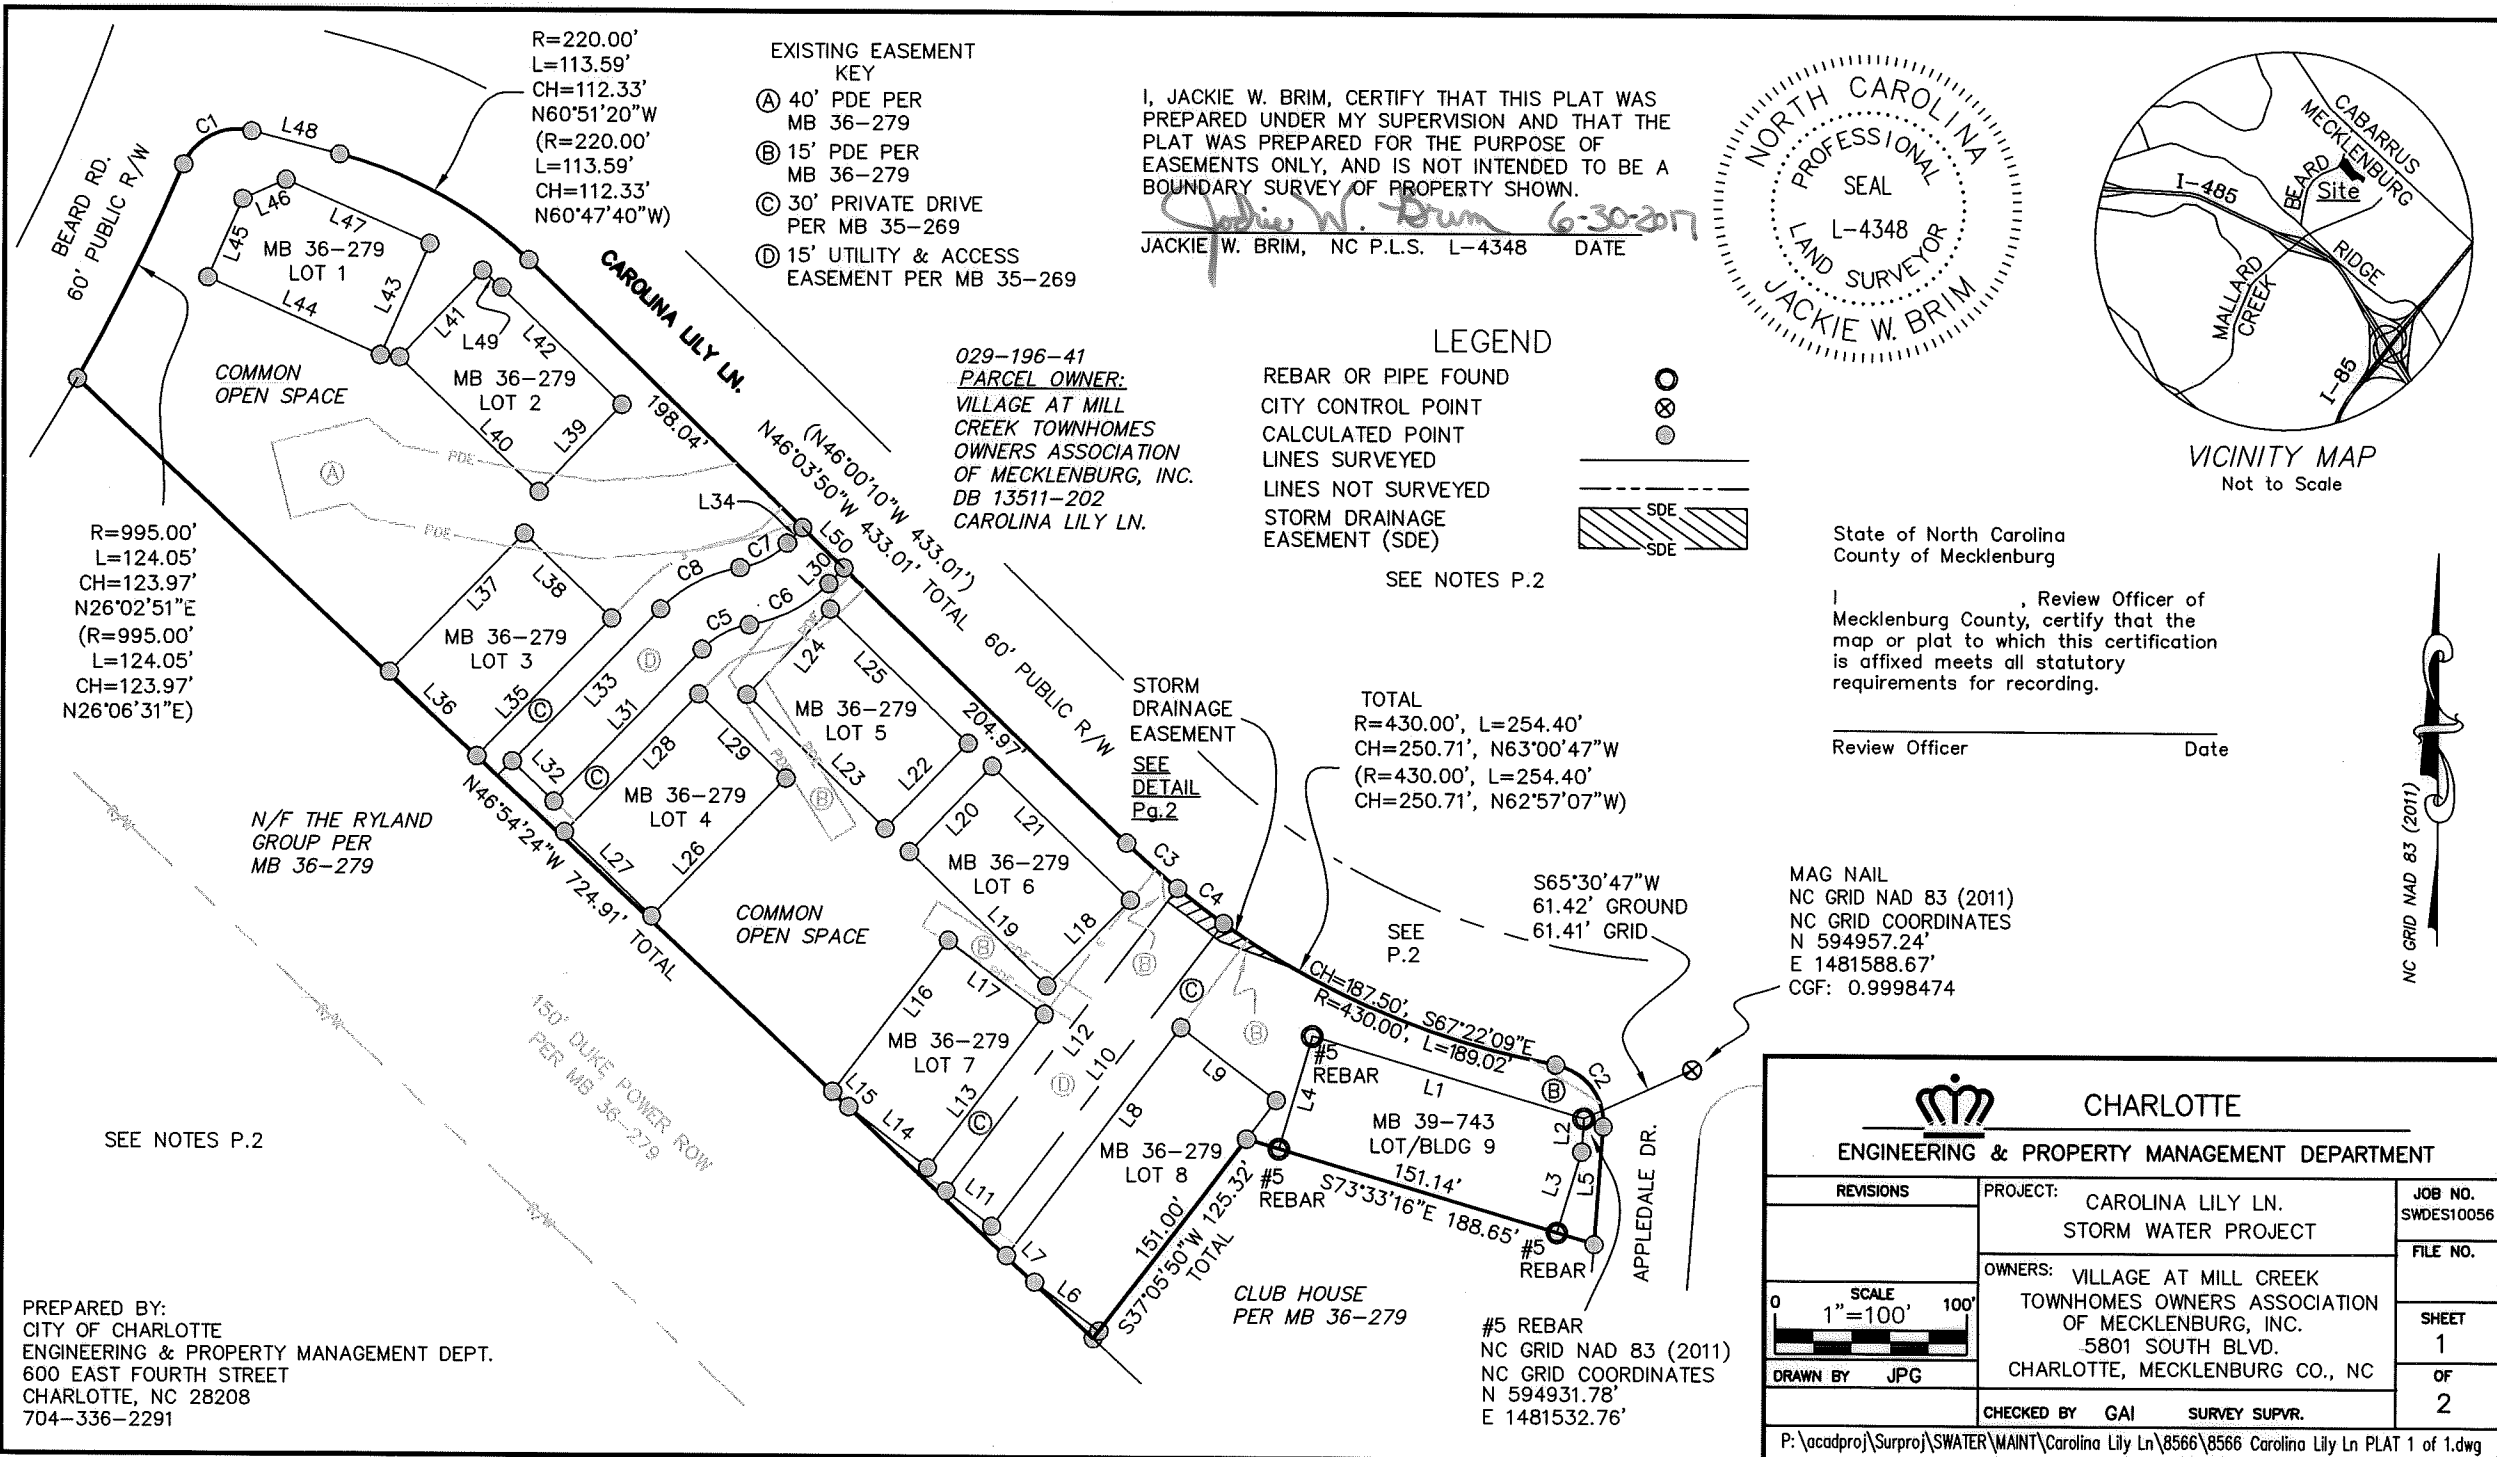 R=220.00'
L=113.59'
CH=112.33'
N60°51'20"W
(R=220.00'
L=113.59'
CH=112.33'
N60°47'40"W)
EXISTING EASEMENT
KEY
Ⓐ 40' PDE PER
MB 36-279
Ⓑ 15' PDE PER
MB 36-279
Ⓒ 30' PRIVATE DRIVE
PER MB 35-269
Ⓓ 15' UTILITY & ACCESS
EASEMENT PER MB 35-269
I, JACKIE W. BRIM, CERTIFY THAT THIS PLAT WAS
PREPARED UNDER MY SUPERVISION AND THAT THE
PLAT WAS PREPARED FOR THE PURPOSE OF
EASEMENTS ONLY, AND IS NOT INTENDED TO BE A
BOUNDARY SURVEY OF PROPERTY SHOWN.
Jackie W. Brim 6-30-2017
JACKIE W. BRIM, NC P.L.S. L-4348 DATE
NORTH CAROLINA
PROFESSIONAL
SEAL
L-4348
LAND SURVEYOR
JACKIE W. BRIM
CABARRUS
MECKLENBURG
BEARD
Site
I-485
RIDGE
MALLARD
CREEK
I-85
VICINITY MAP
Not to Scale
BEARD RD.
60' PUBLIC R/W
C1
L48
L46
L47
L45
MB 36-279
LOT 1
L44
L43
L41
L49
L42
MB 36-279
LOT 2
L40
L39
COMMON
OPEN SPACE
CAROLINA LILY LN.
198.04'
(N46°00'10"W 433.01')
N46°03'50"W 433.01' TOTAL
60' PUBLIC R/W
204.97'
029-196-41
PARCEL OWNER:
VILLAGE AT MILL
CREEK TOWNHOMES
OWNERS ASSOCIATION
OF MECKLENBURG, INC.
DB 13511-202
CAROLINA LILY LN.
LEGEND
REBAR OR PIPE FOUND
CITY CONTROL POINT
CALCULATED POINT
LINES SURVEYED
LINES NOT SURVEYED
STORM DRAINAGE
EASEMENT (SDE)
SDE
SDE
SEE NOTES P.2
State of North Carolina
County of Mecklenburg
I , Review Officer of
Mecklenburg County, certify that the
map or plat to which this certification
is affixed meets all statutory
requirements for recording.
Review Officer Date
NC GRID NAD 83 (2011)
R=995.00'
L=124.05'
CH=123.97'
N26°02'51"E
(R=995.00'
L=124.05'
CH=123.97'
N26°06'31"E)
Ⓐ
PDE
PDE
L34
L50
C7
C8
L30
C6
C5
L37
L38
MB 36-279
LOT 3
L35
L36
Ⓒ
L33
Ⓓ
L31
L32
Ⓒ
PDE
L24
L25
MB 36-279
LOT 5
L23
L22
PDE
PDE
Ⓑ
L28
L29
MB 36-279
LOT 4
L27
L26
N46°54'24"W 724.91' TOTAL
N/F THE RYLAND
GROUP PER
MB 36-279
R/W
R/W
R/W
R/W
150' DUKE POWER ROW
PER MB 36-279
COMMON
OPEN SPACE
L20
L21
MB 36-279
LOT 6
L19
L18
STORM
DRAINAGE
EASEMENT
SEE
DETAIL
Pg.2
TOTAL
R=430.00', L=254.40'
CH=250.71', N63°00'47"W
(R=430.00', L=254.40'
CH=250.71', N62°57'07"W)
C3
C4
SEE
P.2
S65°30'47"W
61.42' GROUND
61.41' GRID
MAG NAIL
NC GRID NAD 83 (2011)
NC GRID COORDINATES
N 594957.24'
E 1481588.67'
CGF: 0.9998474
Ⓑ
PDE
PDE
Ⓑ
Ⓒ
Ⓑ
L16
L17
MB 36-279
LOT 7
L15
L14
L13
Ⓒ
L12
L10
Ⓓ
L11
L9
L8
MB 36-279
LOT 8
L7
L6
CH=187.50', S67°22'09"E
R=430.00', L=189.02'
#5
REBAR
L1
L4
MB 39-743
LOT/BLDG 9
Ⓑ
C2
L2
L3
L5
151.14'
S73°33'16"E 188.65'
#5
REBAR
#5
REBAR
APPLEDALE DR.
151.00'
S37°05'50"W 125.32'
TOTAL
CLUB HOUSE
PER MB 36-279
#5 REBAR
NC GRID NAD 83 (2011)
NC GRID COORDINATES
N 594931.78'
E 1481532.76'
SEE NOTES P.2
PREPARED BY:
CITY OF CHARLOTTE
ENGINEERING & PROPERTY MANAGEMENT DEPT.
600 EAST FOURTH STREET
CHARLOTTE, NC 28208
704-336-2291
CHARLOTTE
ENGINEERING & PROPERTY MANAGEMENT DEPARTMENT
REVISIONS
PROJECT: CAROLINA LILY LN.
STORM WATER PROJECT
JOB NO.
SWDES10056
FILE NO.
OWNERS: VILLAGE AT MILL CREEK
TOWNHOMES OWNERS ASSOCIATION
OF MECKLENBURG, INC.
5801 SOUTH BLVD.
CHARLOTTE, MECKLENBURG CO., NC
SCALE
0 1"=100' 100'
DRAWN BY JPG
SHEET
1
OF
2
CHECKED BY GAI SURVEY SUPVR.
P:\acadproj\Surproj\SWATER\MAINT\Carolina Lily Ln\8566\8566 Carolina Lily Ln PLAT 1 of 1.dwg